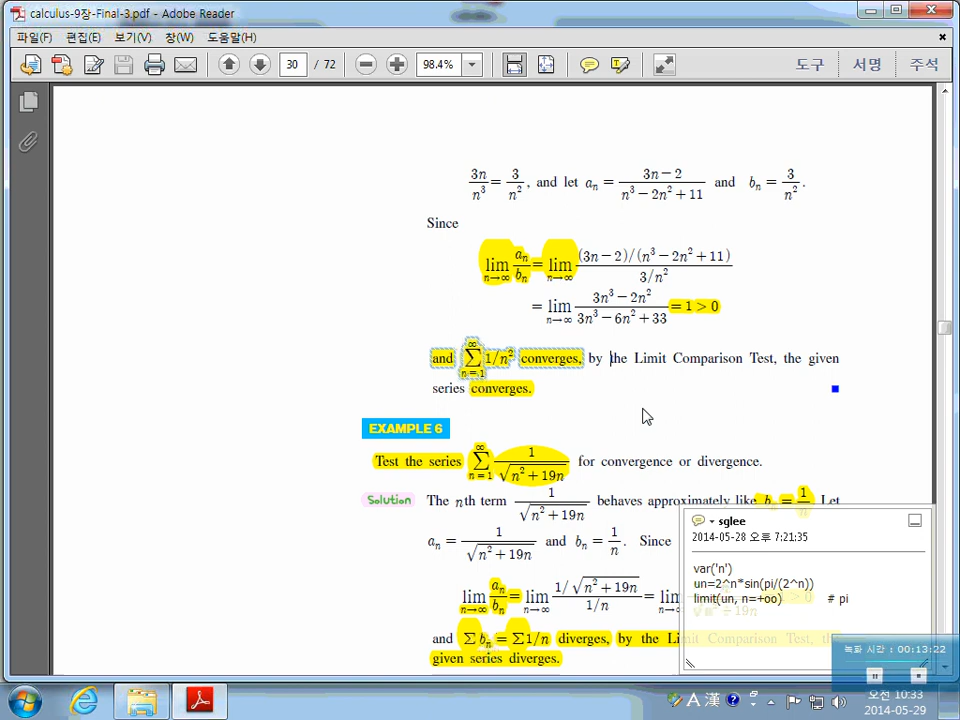 calculus-9장-Final-3.pdf - Adobe Reader
파일(F) 편집(E) 보기(V) 창(W) 도움말(H)
30 / 72 98.4% 도구 서명 주석
3n/n³ = 3/n², and let aₙ = (3n−2)/(n³−2n²+11) and bₙ = 3/n².
Since
lim n→∞ aₙ/bₙ = lim n→∞ (3n−2)/(n³−2n²+11) / 3/n²
= lim n→∞ (3n³−2n²)/(3n³−6n²+33) = 1 > 0
and ∑ n=1 ∞ 1/n² converges, by the Limit Comparison Test, the given
series converges.
EXAMPLE 6
Test the series ∑ n=1 ∞ 1/√(n²+19n) for convergence or divergence.
Solution The nth term 1/√(n²+19n) behaves approximately like bₙ = 1/n. Let
aₙ = 1/√(n²+19n) and bₙ = 1/n. Since
lim n→∞ aₙ/bₙ = lim n→∞ 1/√(n²+19n) / 1/n = lim n→∞
and ∑bₙ = ∑1/n diverges, by the Limit Comparison Test, the
given series diverges.
sglee
2014-05-28 오후 7:21:35
var('n')
un=2^n*sin(pi/(2^n))
limit(un, n=+oo) # pi
녹화 시간 : 00:13:22
A 漢
오전 10:33
2014-05-29